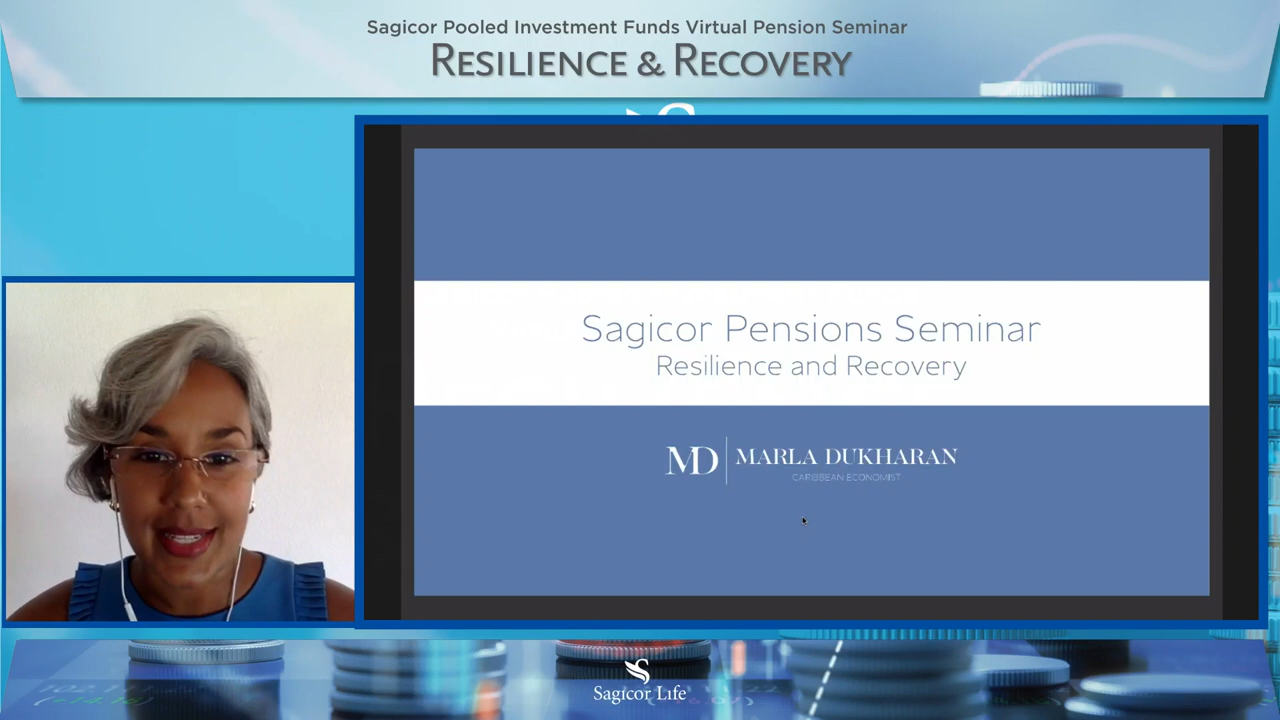 Sagicor Pooled Investment Funds Virtual Pension Seminar
RESILIENCE & RECOVERY
Sagicor Pensions Seminar
Resilience and Recovery
MD MARLA DUKHARAN
CARIBBEAN ECONOMIST
Sagicor Life